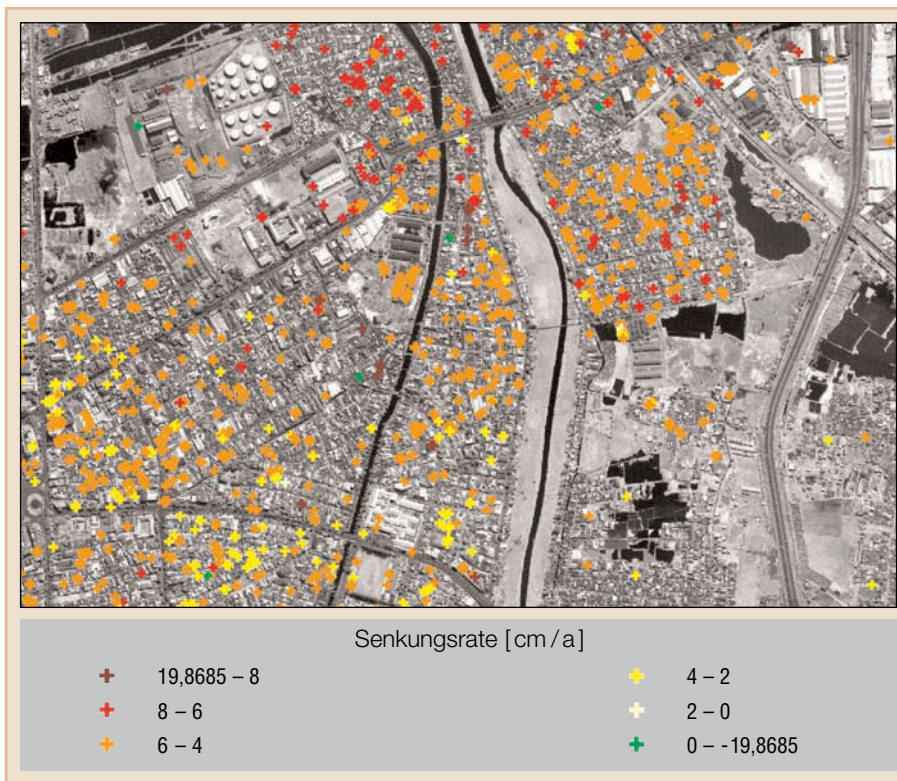 Senkungsrate [cm/a]
19,8685 – 8
8 – 6
6 – 4
4 – 2
2 – 0
0 – -19,8685